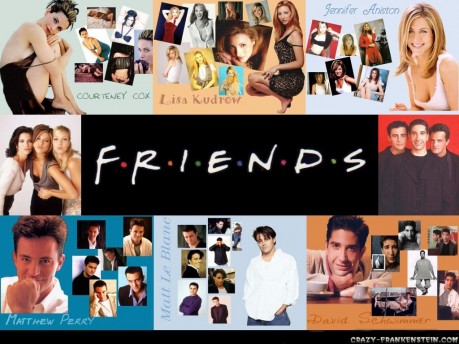 COURTENEY COX
Lisa Kudrow
Jennifer Aniston
F·R·I·E·N·D·S
Matthew Perry
Matt Le Blanc
David Schwimmer
CRAZY-FRANKENSTEIN.COM